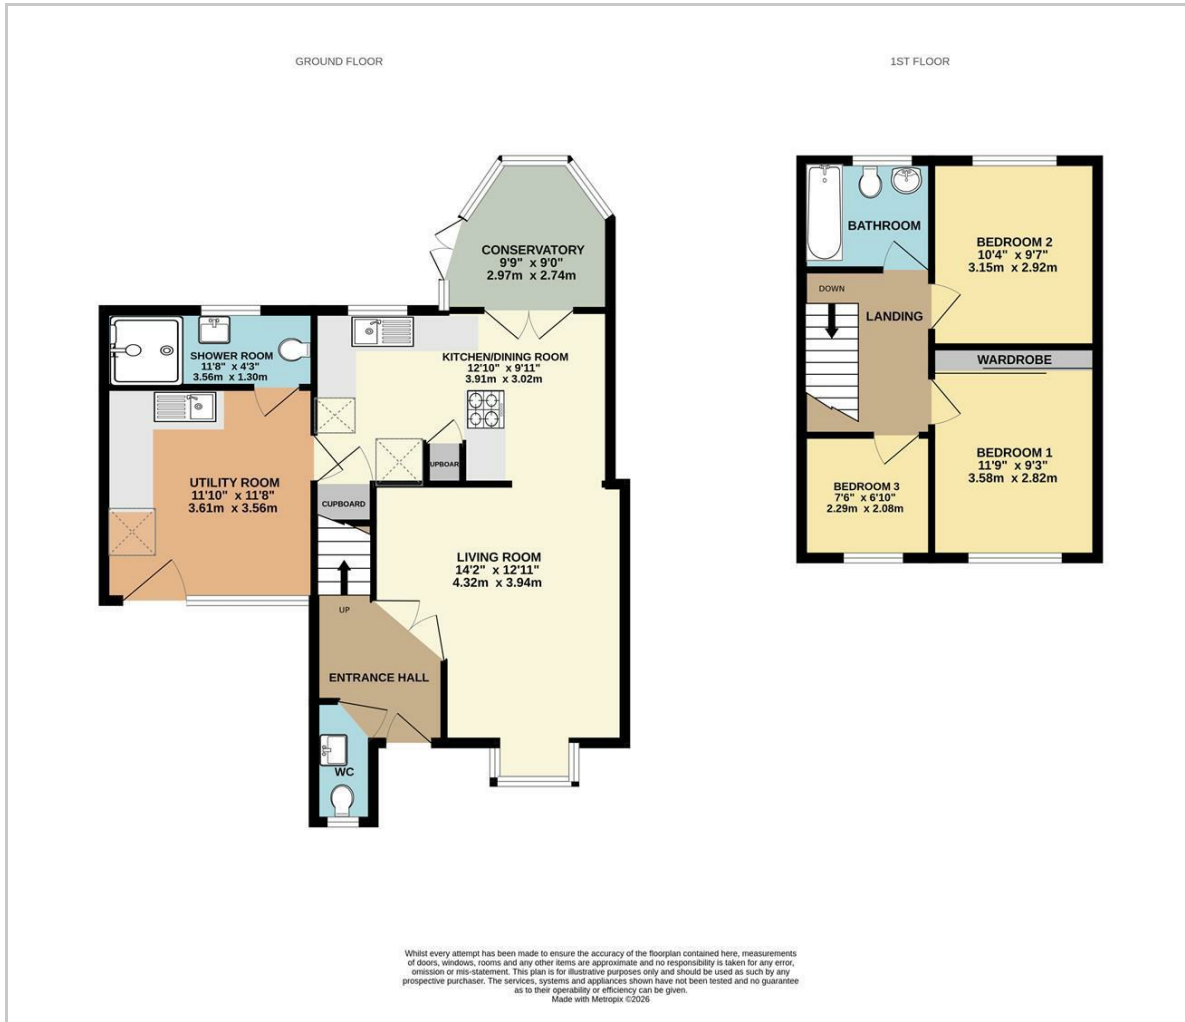 GROUND FLOOR
1ST FLOOR
CONSERVATORY
9'9" x 9'0"
2.97m x 2.74m
SHOWER ROOM
11'8" x 4'3"
3.56m x 1.30m
KITCHEN/DINING ROOM
12'10" x 9'11"
3.91m x 3.02m
UPBOAR
UTILITY ROOM
11'10" x 11'8"
3.61m x 3.56m
CUPBOARD
LIVING ROOM
14'2" x 12'11"
4.32m x 3.94m
UP
ENTRANCE HALL
WC
BATHROOM
BEDROOM 2
10'4" x 9'7"
3.15m x 2.92m
DOWN
LANDING
WARDROBE
BEDROOM 1
11'9" x 9'3"
3.58m x 2.82m
BEDROOM 3
7'6" x 6'10"
2.29m x 2.08m
Whilst every attempt has been made to ensure the accuracy of the floorplan contained here, measurements
of doors, windows, rooms and any other items are approximate and no responsibility is taken for any error,
omission or mis-statement. This plan is for illustrative purposes only and should be used as such by any
prospective purchaser. The services, systems and appliances shown have not been tested and no guarantee
as to their operability or efficiency can be given.
Made with Metropix ©2026